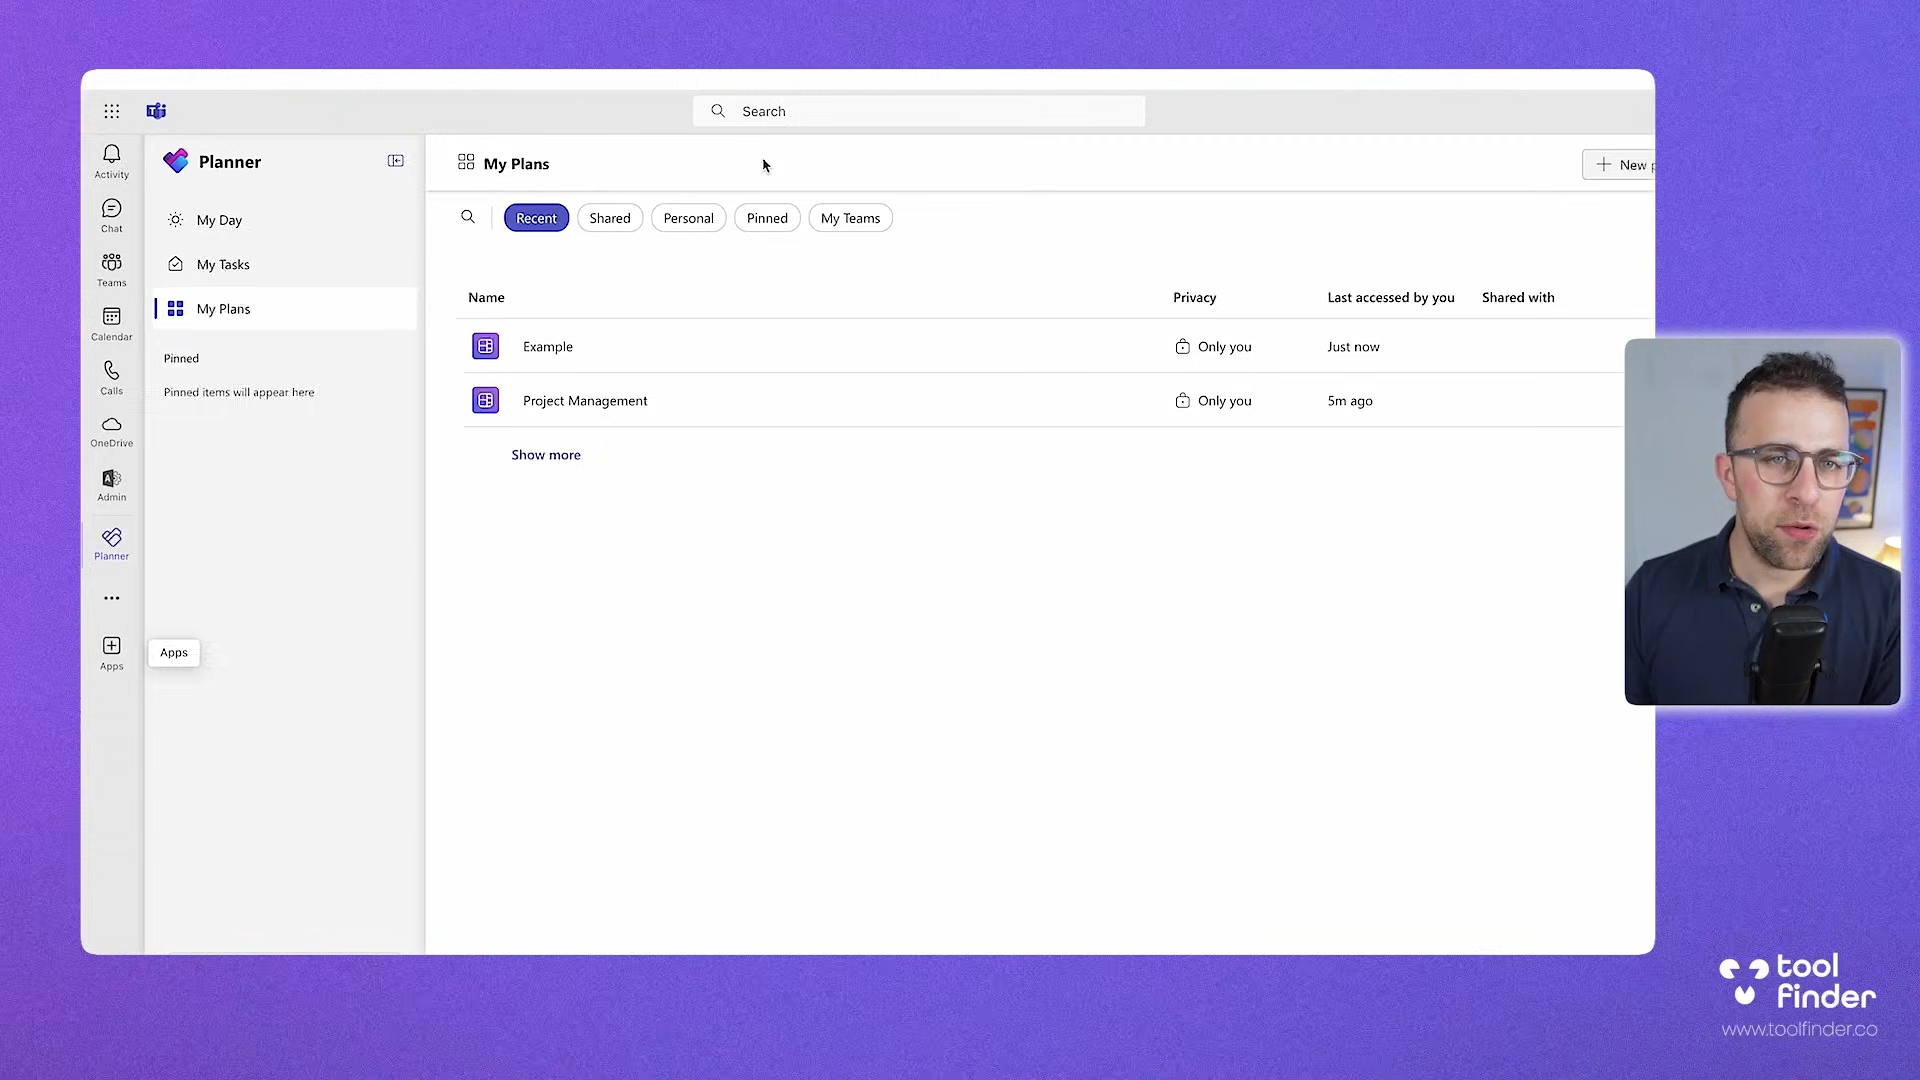 Search
Activity
Chat
Teams
Calendar
Calls
OneDrive
Admin
Planner
Apps
Apps
Planner
My Day
My Tasks
My Plans
Pinned
Pinned items will appear here
My Plans
New p
Recent Shared Personal Pinned My Teams
Name Privacy Last accessed by you Shared with
Example Only you Just now
Project Management Only you 5m ago
Show more
tool
finder
www.toolfinder.co